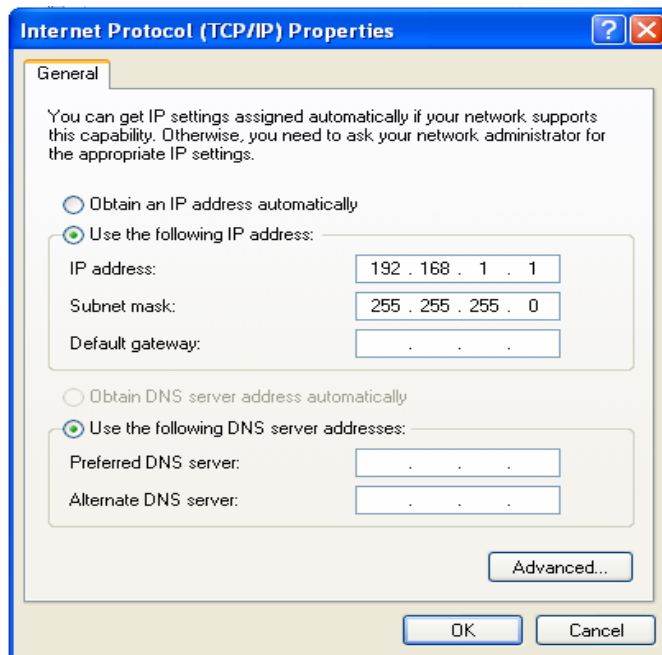 Internet Protocol (TCP/IP) Properties
General
You can get IP settings assigned automatically if your network supports
this capability. Otherwise, you need to ask your network administrator for
the appropriate IP settings.
Obtain an IP address automatically
Use the following IP address:
IP address: 192 . 168 . 1 . 1
Subnet mask: 255 . 255 . 255 . 0
Default gateway: . . .
Obtain DNS server address automatically
Use the following DNS server addresses:
Preferred DNS server: . . .
Alternate DNS server: . . .
Advanced...
OK Cancel